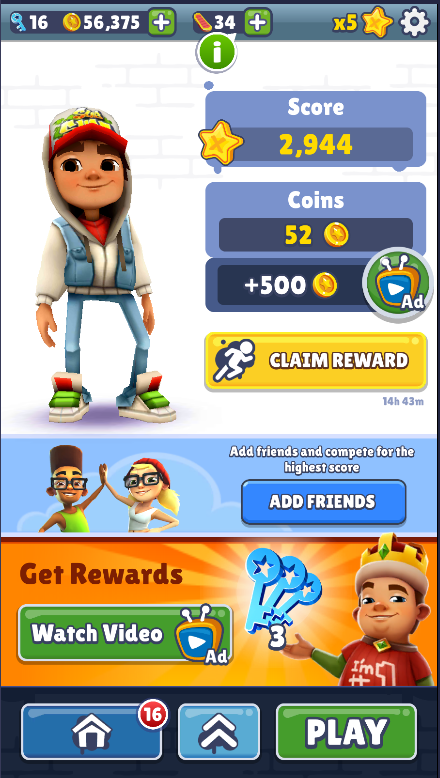 16 56,375 34 x5
i
Score
2,944
Coins
52
+500
Ad
CLAIM REWARD
14h 43m
Add friends and compete for the
highest score
ADD FRIENDS
Get Rewards
Watch Video
Ad
3
I'm
#1
16
PLAY